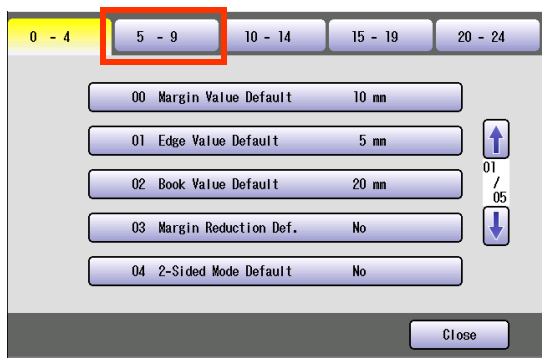 0 - 4 5 - 9 10 - 14 15 - 19 20 - 24
00 Margin Value Default 10 mm
01 Edge Value Default 5 mm
02 Book Value Default 20 mm
03 Margin Reduction Def. No
04 2-Sided Mode Default No
01
/
05
Close